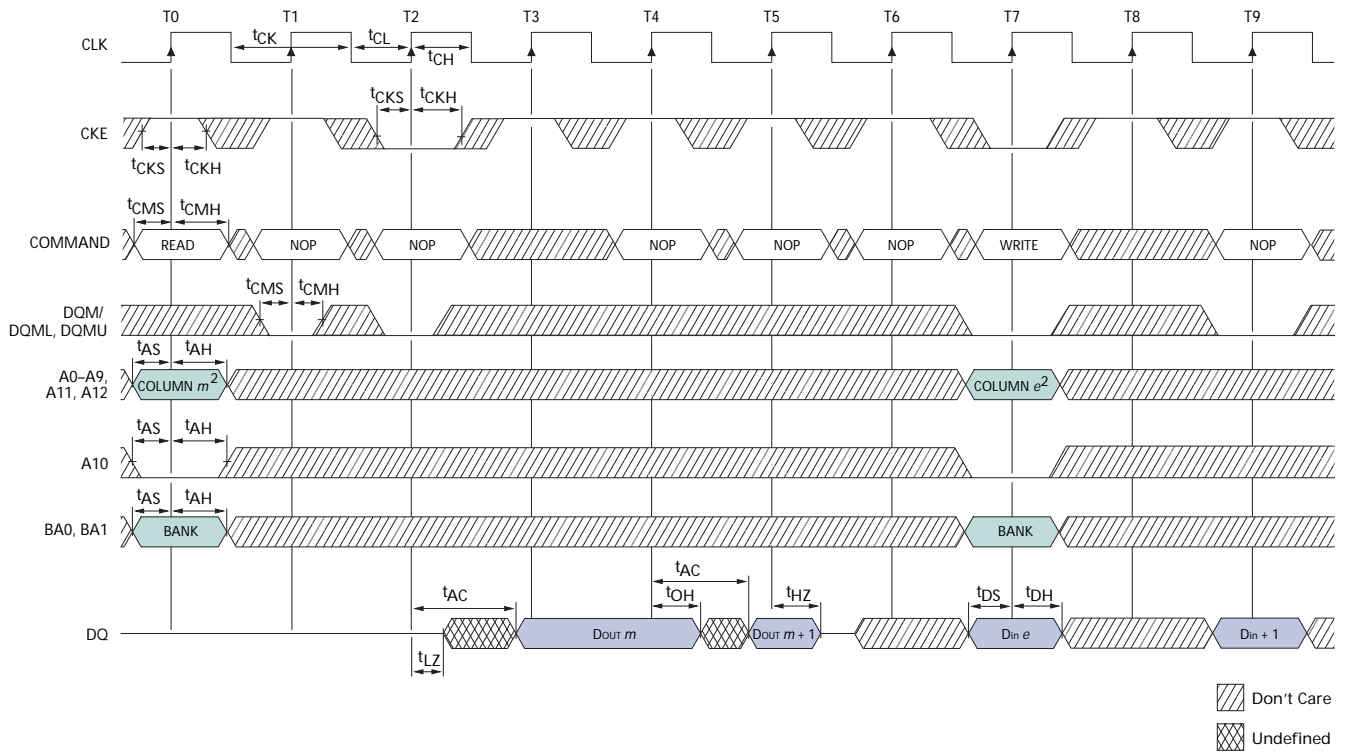 T0 T1 T2 T3 T4 T5 T6 T7 T8 T9
CLK
tCK tCL
tCH
tCKS tCKH
CKE
tCKS tCKH
tCMS tCMH
COMMAND READ NOP NOP NOP NOP NOP WRITE NOP
tCMS tCMH
DQM/
DQML, DQMU
tAS tAH
A0–A9,
A11, A12
COLUMN m2 COLUMN e2
tAS tAH
A10
tAS tAH
BA0, BA1 BANK BANK
tAC tAC
tOH tHZ tDS tDH
DQ DOUT m DOUT m + 1 Din e Din + 1
tLZ
Don't Care
Undefined